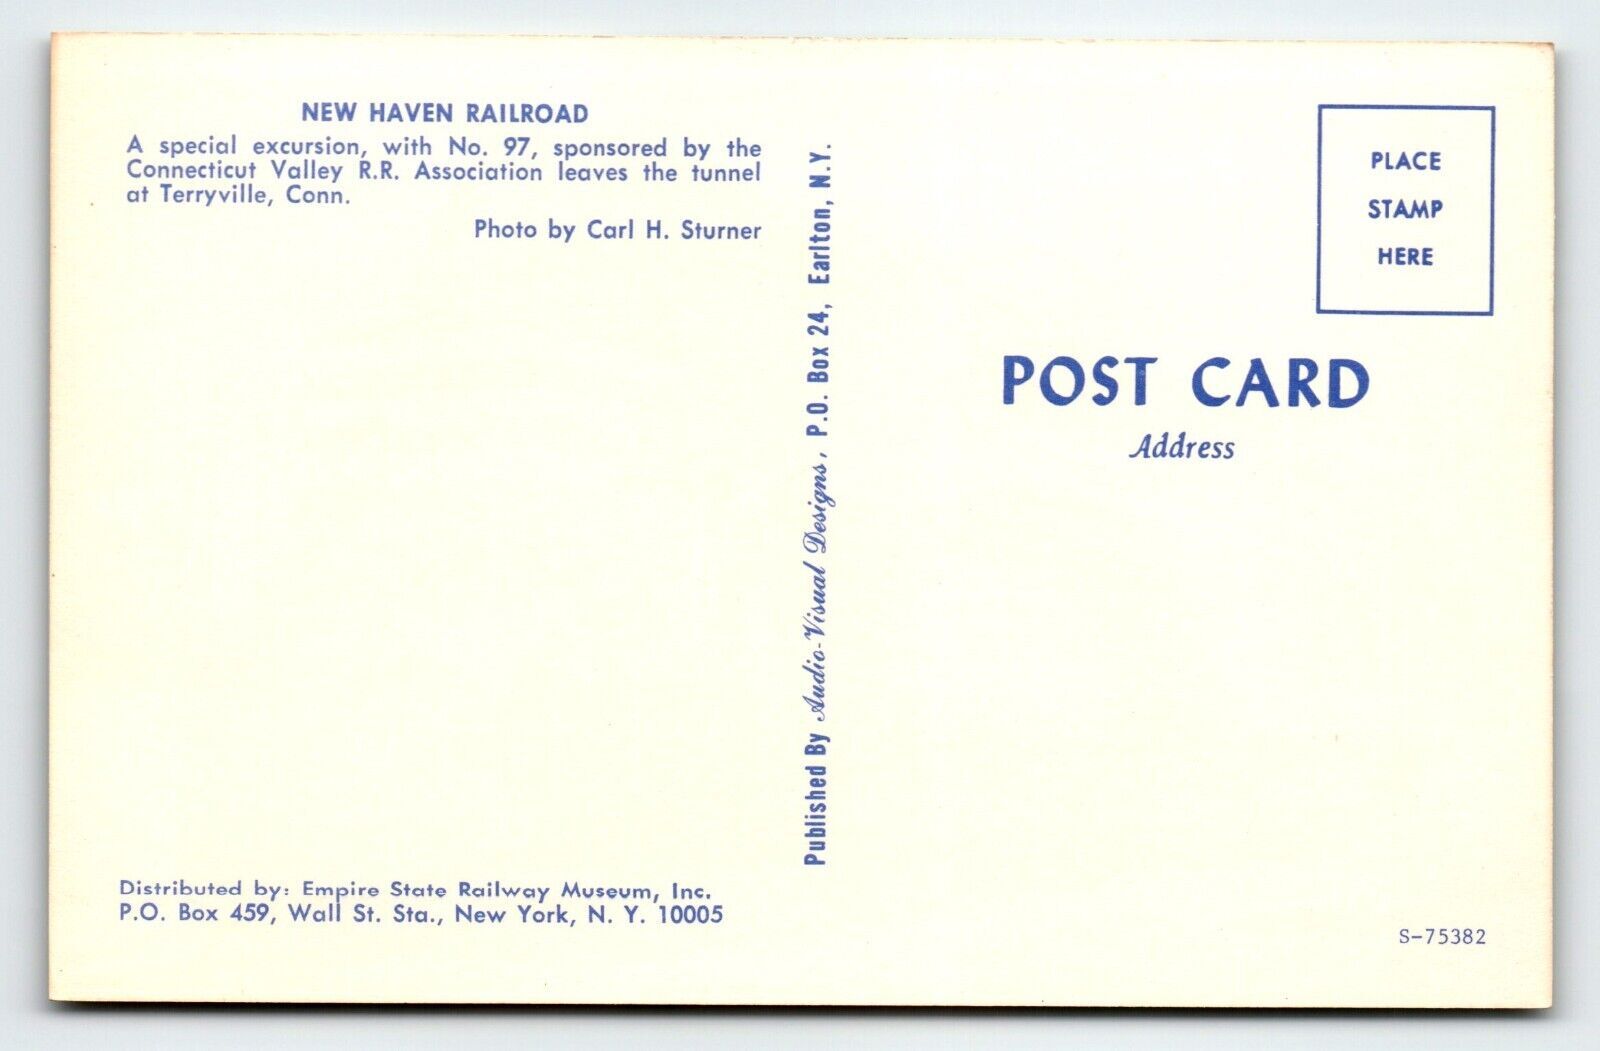 NEW HAVEN RAILROAD
A special excursion, with No. 97, sponsored by the
Connecticut Valley R.R. Association leaves the tunnel
at Terryville, Conn.
Photo by Carl H. Sturner
Distributed by: Empire State Railway Museum, Inc.
P.O. Box 459, Wall St. Sta., New York, N. Y. 10005
Published By Audio-Visual Designs, P.O. Box 24, Earlton, N.Y.
PLACE
STAMP
HERE
POST CARD
Address
S-75382